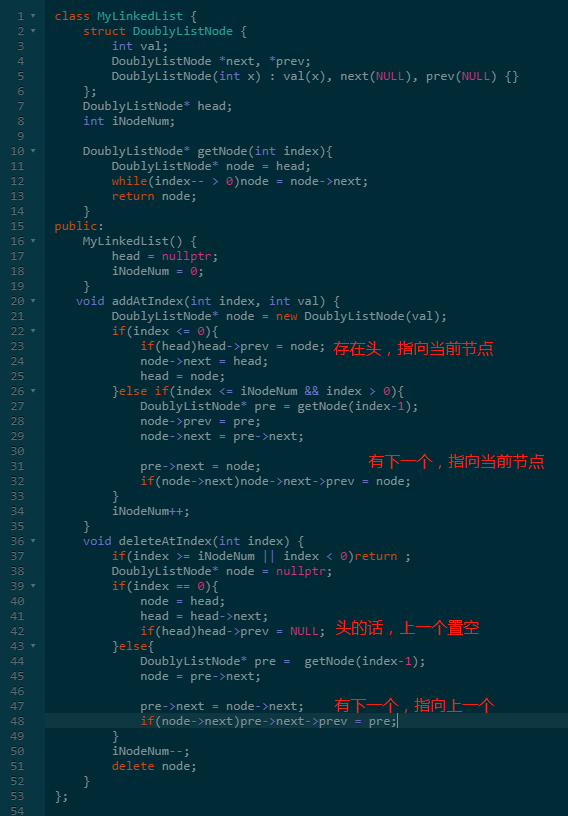 1 class MyLinkedList {
2 struct DoublyListNode {
3 int val;
4 DoublyListNode *next, *prev;
5 DoublyListNode(int x) : val(x), next(NULL), prev(NULL) {}
6 };
7 DoublyListNode* head;
8 int iNodeNum;
9
10 DoublyListNode* getNode(int index){
11 DoublyListNode* node = head;
12 while(index-- > 0)node = node->next;
13 return node;
14 }
15 public:
16 MyLinkedList() {
17 head = nullptr;
18 iNodeNum = 0;
19 }
20 void addAtIndex(int index, int val) {
21 DoublyListNode* node = new DoublyListNode(val);
22 if(index <= 0){
23 if(head)head->prev = node; 存在头，指向当前节点
24 node->next = head;
25 head = node;
26 }else if(index <= iNodeNum && index > 0){
27 DoublyListNode* pre = getNode(index-1);
28 node->prev = pre;
29 node->next = pre->next;
30
31 pre->next = node; 有下一个，指向当前节点
32 if(node->next)node->next->prev = node;
33 }
34 iNodeNum++;
35 }
36 void deleteAtIndex(int index) {
37 if(index >= iNodeNum || index < 0)return ;
38 DoublyListNode* node = nullptr;
39 if(index == 0){
40 node = head;
41 head = head->next;
42 if(head)head->prev = NULL; 头的话，上一个置空
43 }else{
44 DoublyListNode* pre = getNode(index-1);
45 node = pre->next;
46
47 pre->next = node->next; 有下一个，指向上一个
48 if(node->next)pre->next->prev = pre;
49 }
50 iNodeNum--;
51 delete node;
52 }
53 };
54